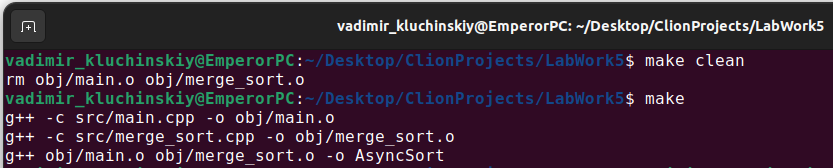 vadimir_kluchinskiy@EmperorPC: ~/Desktop/ClionProjects/LabWork5
vadimir_kluchinskiy@EmperorPC:~/Desktop/ClionProjects/LabWork5$ make clean
rm obj/main.o obj/merge_sort.o
vadimir_kluchinskiy@EmperorPC:~/Desktop/ClionProjects/LabWork5$ make
g++ -c src/main.cpp -o obj/main.o
g++ -c src/merge_sort.cpp -o obj/merge_sort.o
g++ obj/main.o obj/merge_sort.o -o AsyncSort